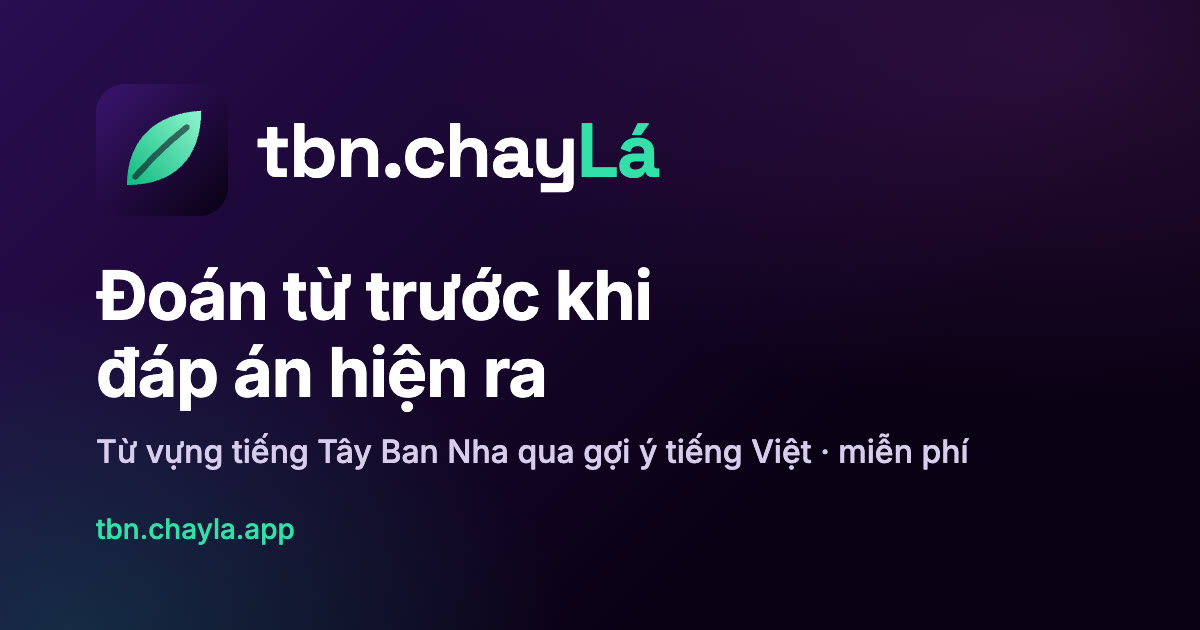 tbn.chayLá
Đoán từ trước khi
đáp án hiện ra
Từ vựng tiếng Tây Ban Nha qua gợi ý tiếng Việt · miễn phí
tbn.chayla.app